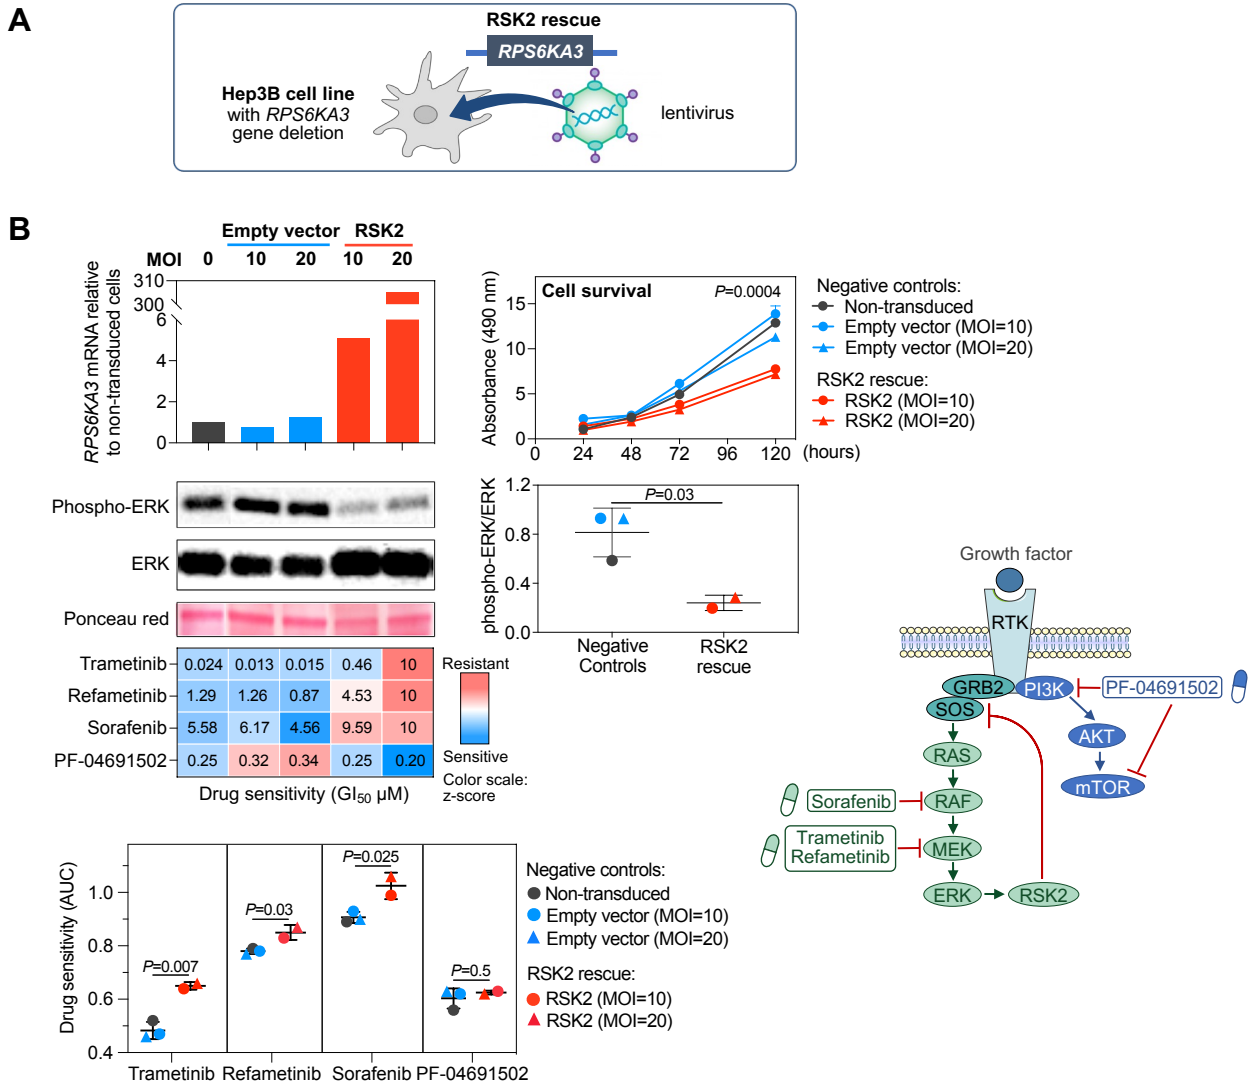 A
RSK2 rescue
RPS6KA3
Hep3B cell line
with RPS6KA3
gene deletion
lentivirus
B
Empty vector RSK2
MOI 0 10 20 10 20
RPS6KA3 mRNA relative
to non-transduced cells
310
300
6
4
2
0
Phospho-ERK
ERK
Ponceau red
Trametinib 0.024 0.013 0.015 0.46 10
Refametinib 1.29 1.26 0.87 4.53 10
Sorafenib 5.58 6.17 4.56 9.59 10
PF-04691502 0.25 0.32 0.34 0.25 0.20
Drug sensitivity (GI50 µM)
Resistant
Sensitive
Color scale:
z-score
Cell survival
P=0.0004
Absorbance (490 nm)
15
10
5
0
0 24 48 72 96 120 (hours)
Negative controls:
Non-transduced
Empty vector (MOI=10)
Empty vector (MOI=20)
RSK2 rescue:
RSK2 (MOI=10)
RSK2 (MOI=20)
phospho-ERK/ERK
1.2
0.8
0.4
0.0
P=0.03
Negative
Controls
RSK2
rescue
Growth factor
RTK
GRB2
PI3K
PF-04691502
SOS
AKT
RAS
mTOR
Sorafenib
RAF
Trametinib
Refametinib
MEK
ERK
RSK2
Drug sensitivity (AUC)
1.0
0.8
0.6
0.4
P=0.007
P=0.03
P=0.025
P=0.5
Trametinib Refametinib Sorafenib PF-04691502
Negative controls:
Non-transduced
Empty vector (MOI=10)
Empty vector (MOI=20)
RSK2 rescue:
RSK2 (MOI=10)
RSK2 (MOI=20)